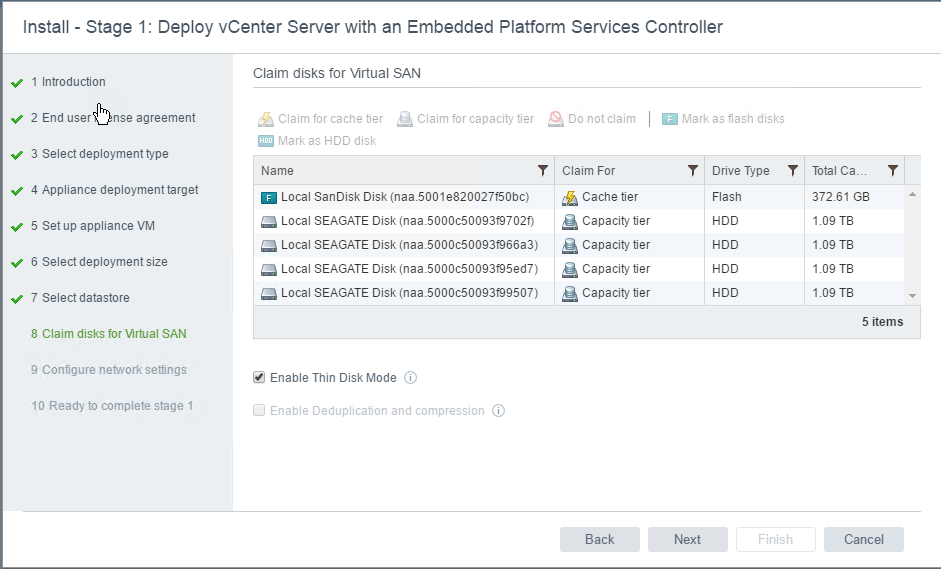 Install - Stage 1: Deploy vCenter Server with an Embedded Platform Services Controller
1 Introduction
2 End user license agreement
3 Select deployment type
4 Appliance deployment target
5 Set up appliance VM
6 Select deployment size
7 Select datastore
8 Claim disks for Virtual SAN
9 Configure network settings
10 Ready to complete stage 1
Claim disks for Virtual SAN
Claim for cache tier Claim for capacity tier Do not claim F Mark as flash disks
HDD Mark as HDD disk
Name Claim For Drive Type Total Ca...
F Local SanDisk Disk (naa.5001e820027f50bc) Cache tier Flash 372.61 GB
Local SEAGATE Disk (naa.5000c50093f9702f) Capacity tier HDD 1.09 TB
Local SEAGATE Disk (naa.5000c50093f966a3) Capacity tier HDD 1.09 TB
Local SEAGATE Disk (naa.5000c50093f95ed7) Capacity tier HDD 1.09 TB
Local SEAGATE Disk (naa.5000c50093f99507) Capacity tier HDD 1.09 TB
5 items
Enable Thin Disk Mode
Enable Deduplication and compression
Back Next Finish Cancel